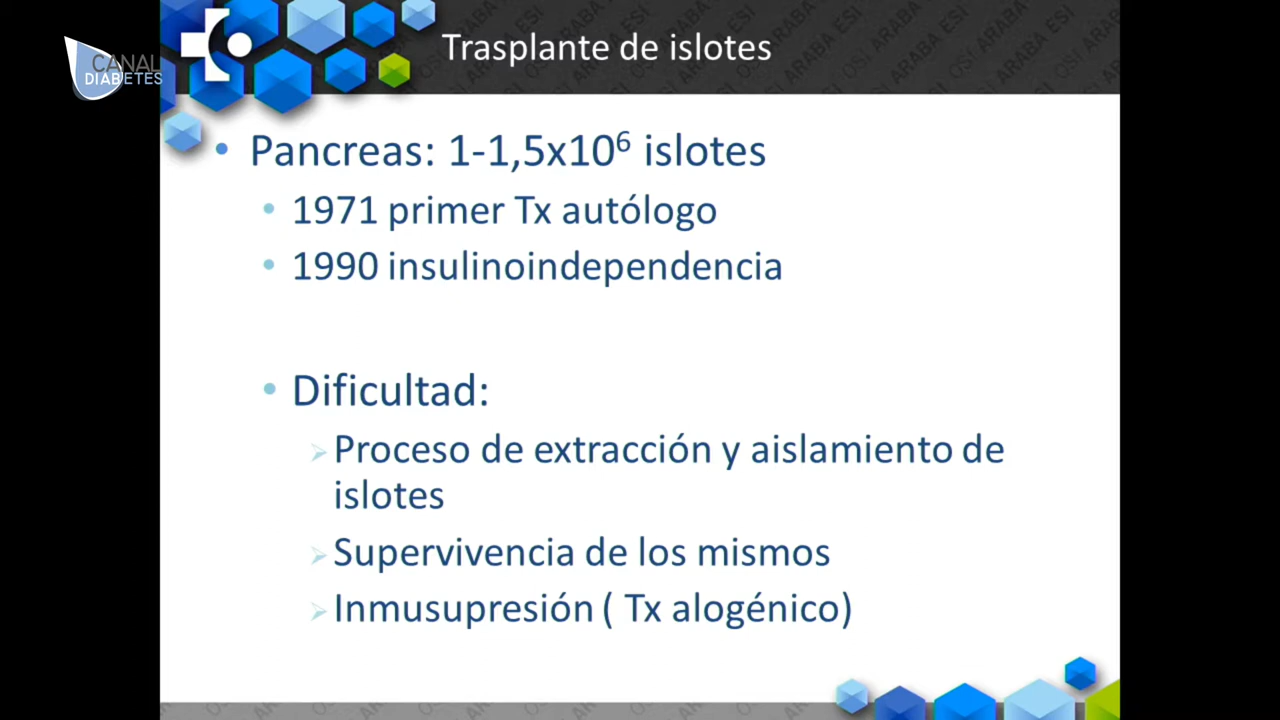 CANAL
DIABETES
Trasplante de islotes
• Pancreas: 1-1,5x10⁶ islotes
• 1971 primer Tx autólogo
• 1990 insulinoindependencia
• Dificultad:
Proceso de extracción y aislamiento de
islotes
Supervivencia de los mismos
Inmusupresión ( Tx alogénico)